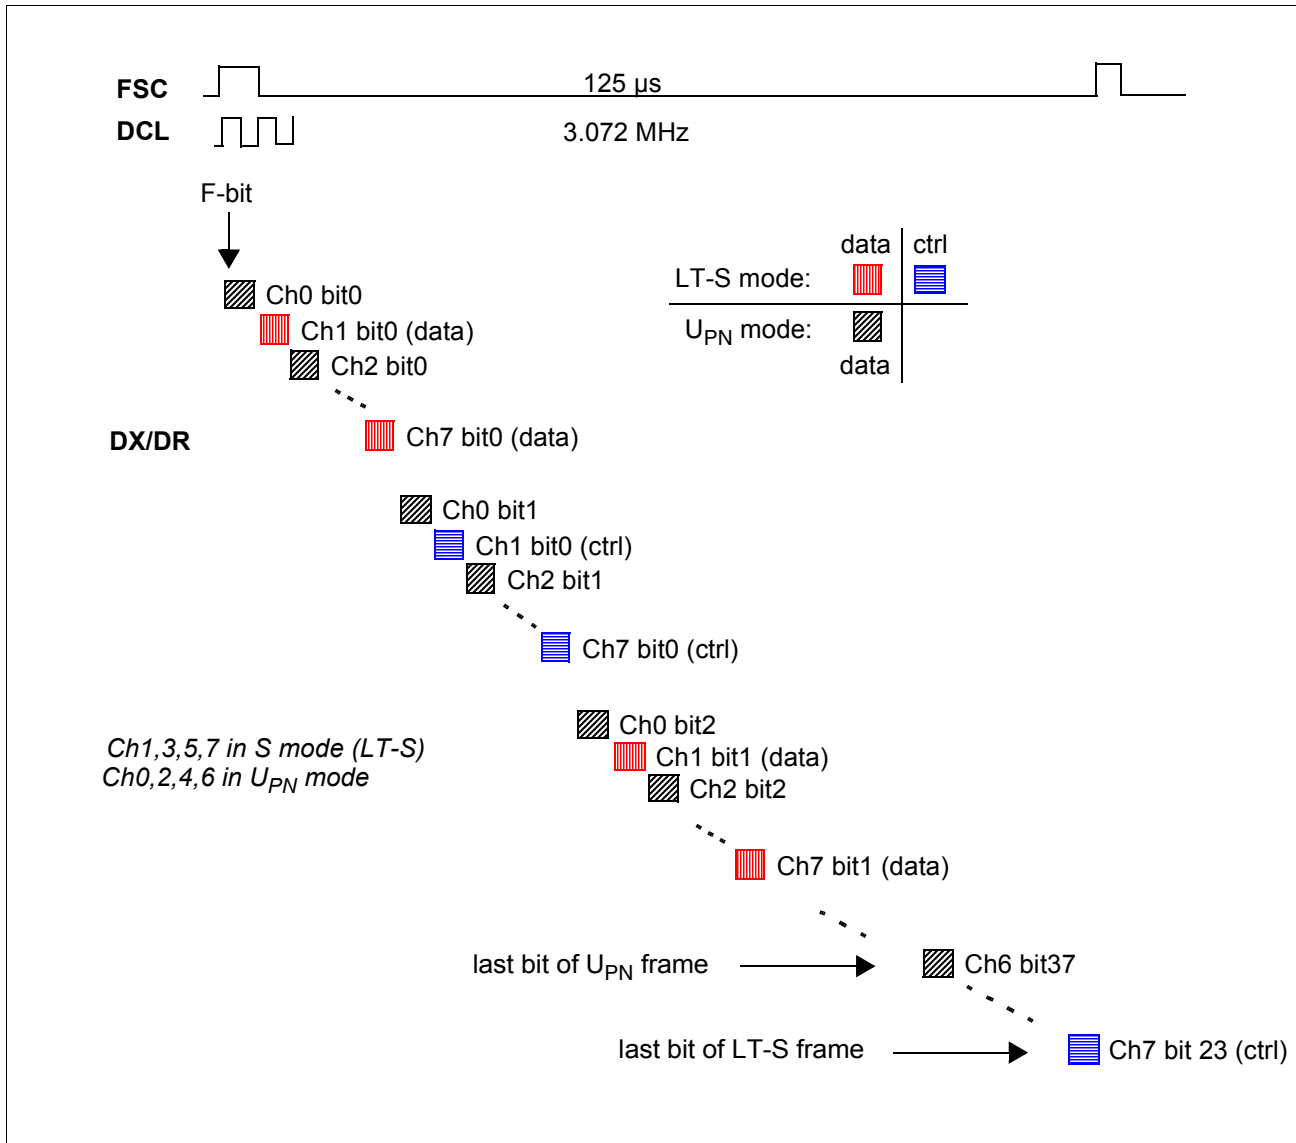 FSC
125 µs
DCL
3.072 MHz
F-bit
data
ctrl
LT-S mode:
Ch0 bit0
Ch1 bit0 (data)
UPN mode:
Ch2 bit0
data
DX/DR
Ch7 bit0 (data)
Ch0 bit1
Ch1 bit0 (ctrl)
Ch2 bit1
Ch7 bit0 (ctrl)
Ch0 bit2
Ch1,3,5,7 in S mode (LT-S)
Ch0,2,4,6 in UPN mode
Ch1 bit1 (data)
Ch2 bit2
Ch7 bit1 (data)
last bit of UPN frame
Ch6 bit37
last bit of LT-S frame
Ch7 bit 23 (ctrl)